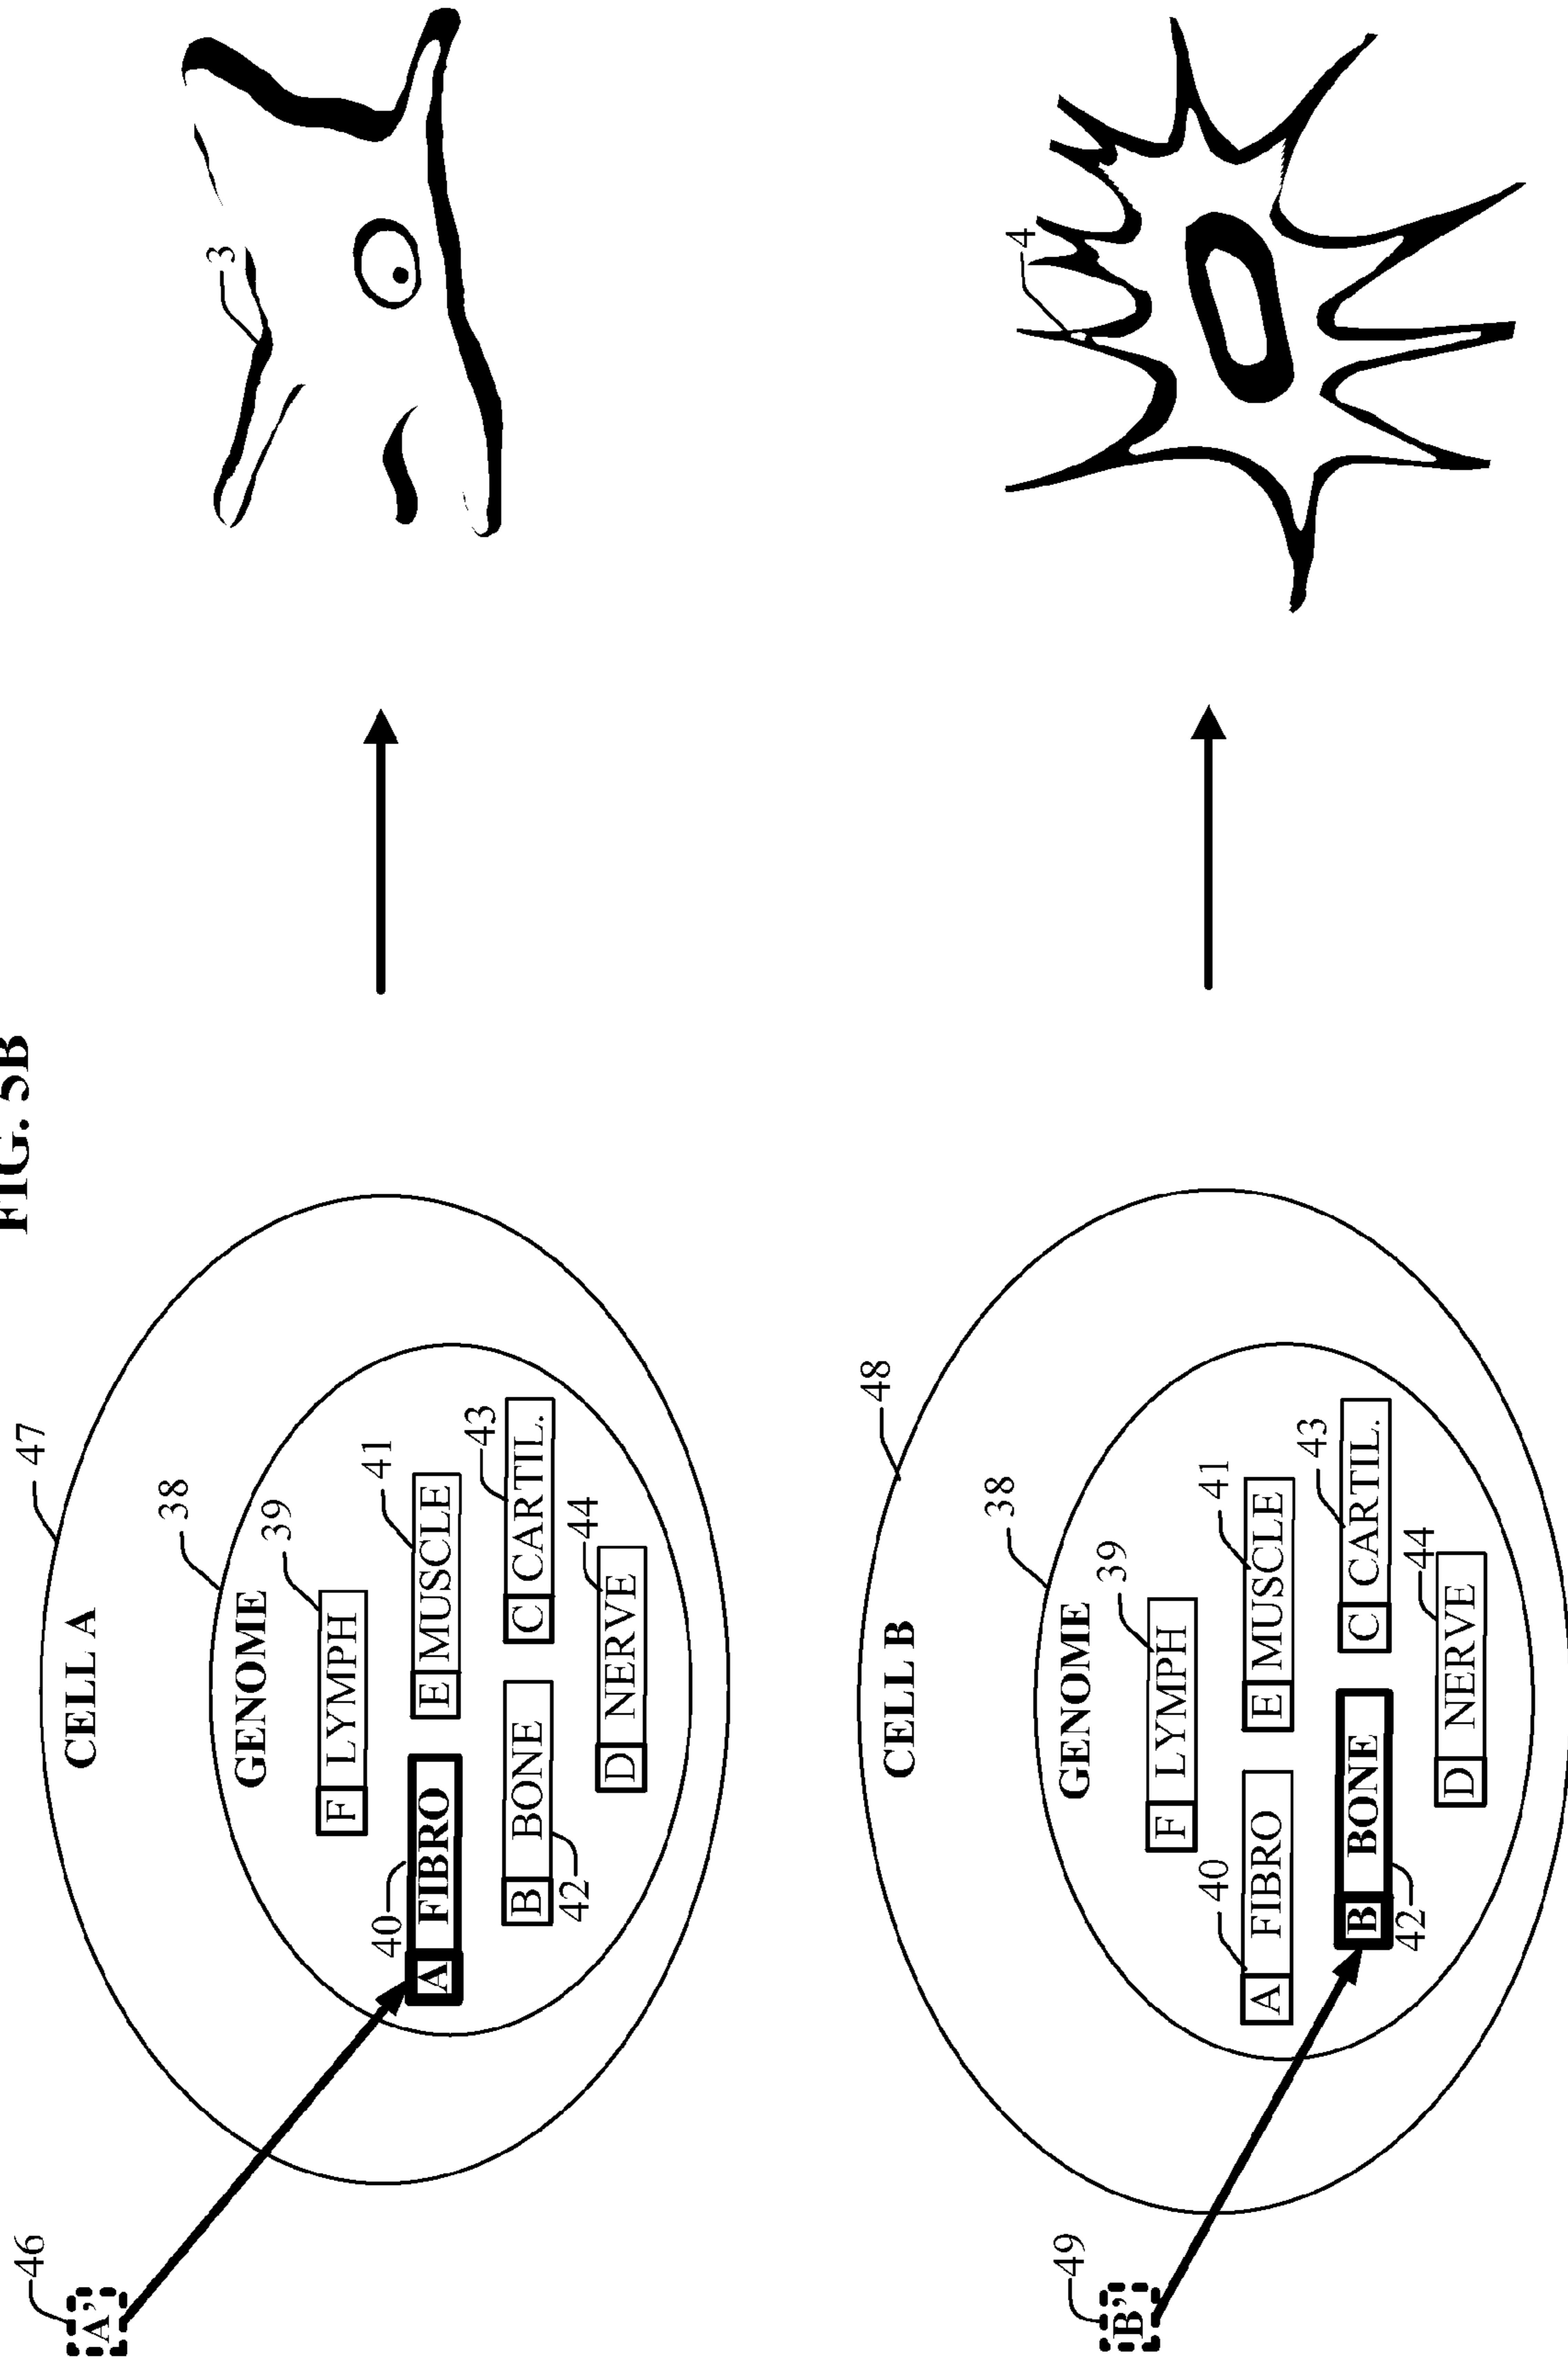 FIG. 5B
47
CELL A
38
GENOME
39
F LYMPH
46
A'
40
A FIBRO
41
E MUSCLE
42
B BONE
43
C CARTIL.
44
D NERVE
3
48
CELL B
38
GENOME
39
F LYMPH
49
B'
40
A FIBRO
41
E MUSCLE
42
B BONE
43
C CARTIL.
44
D NERVE
4